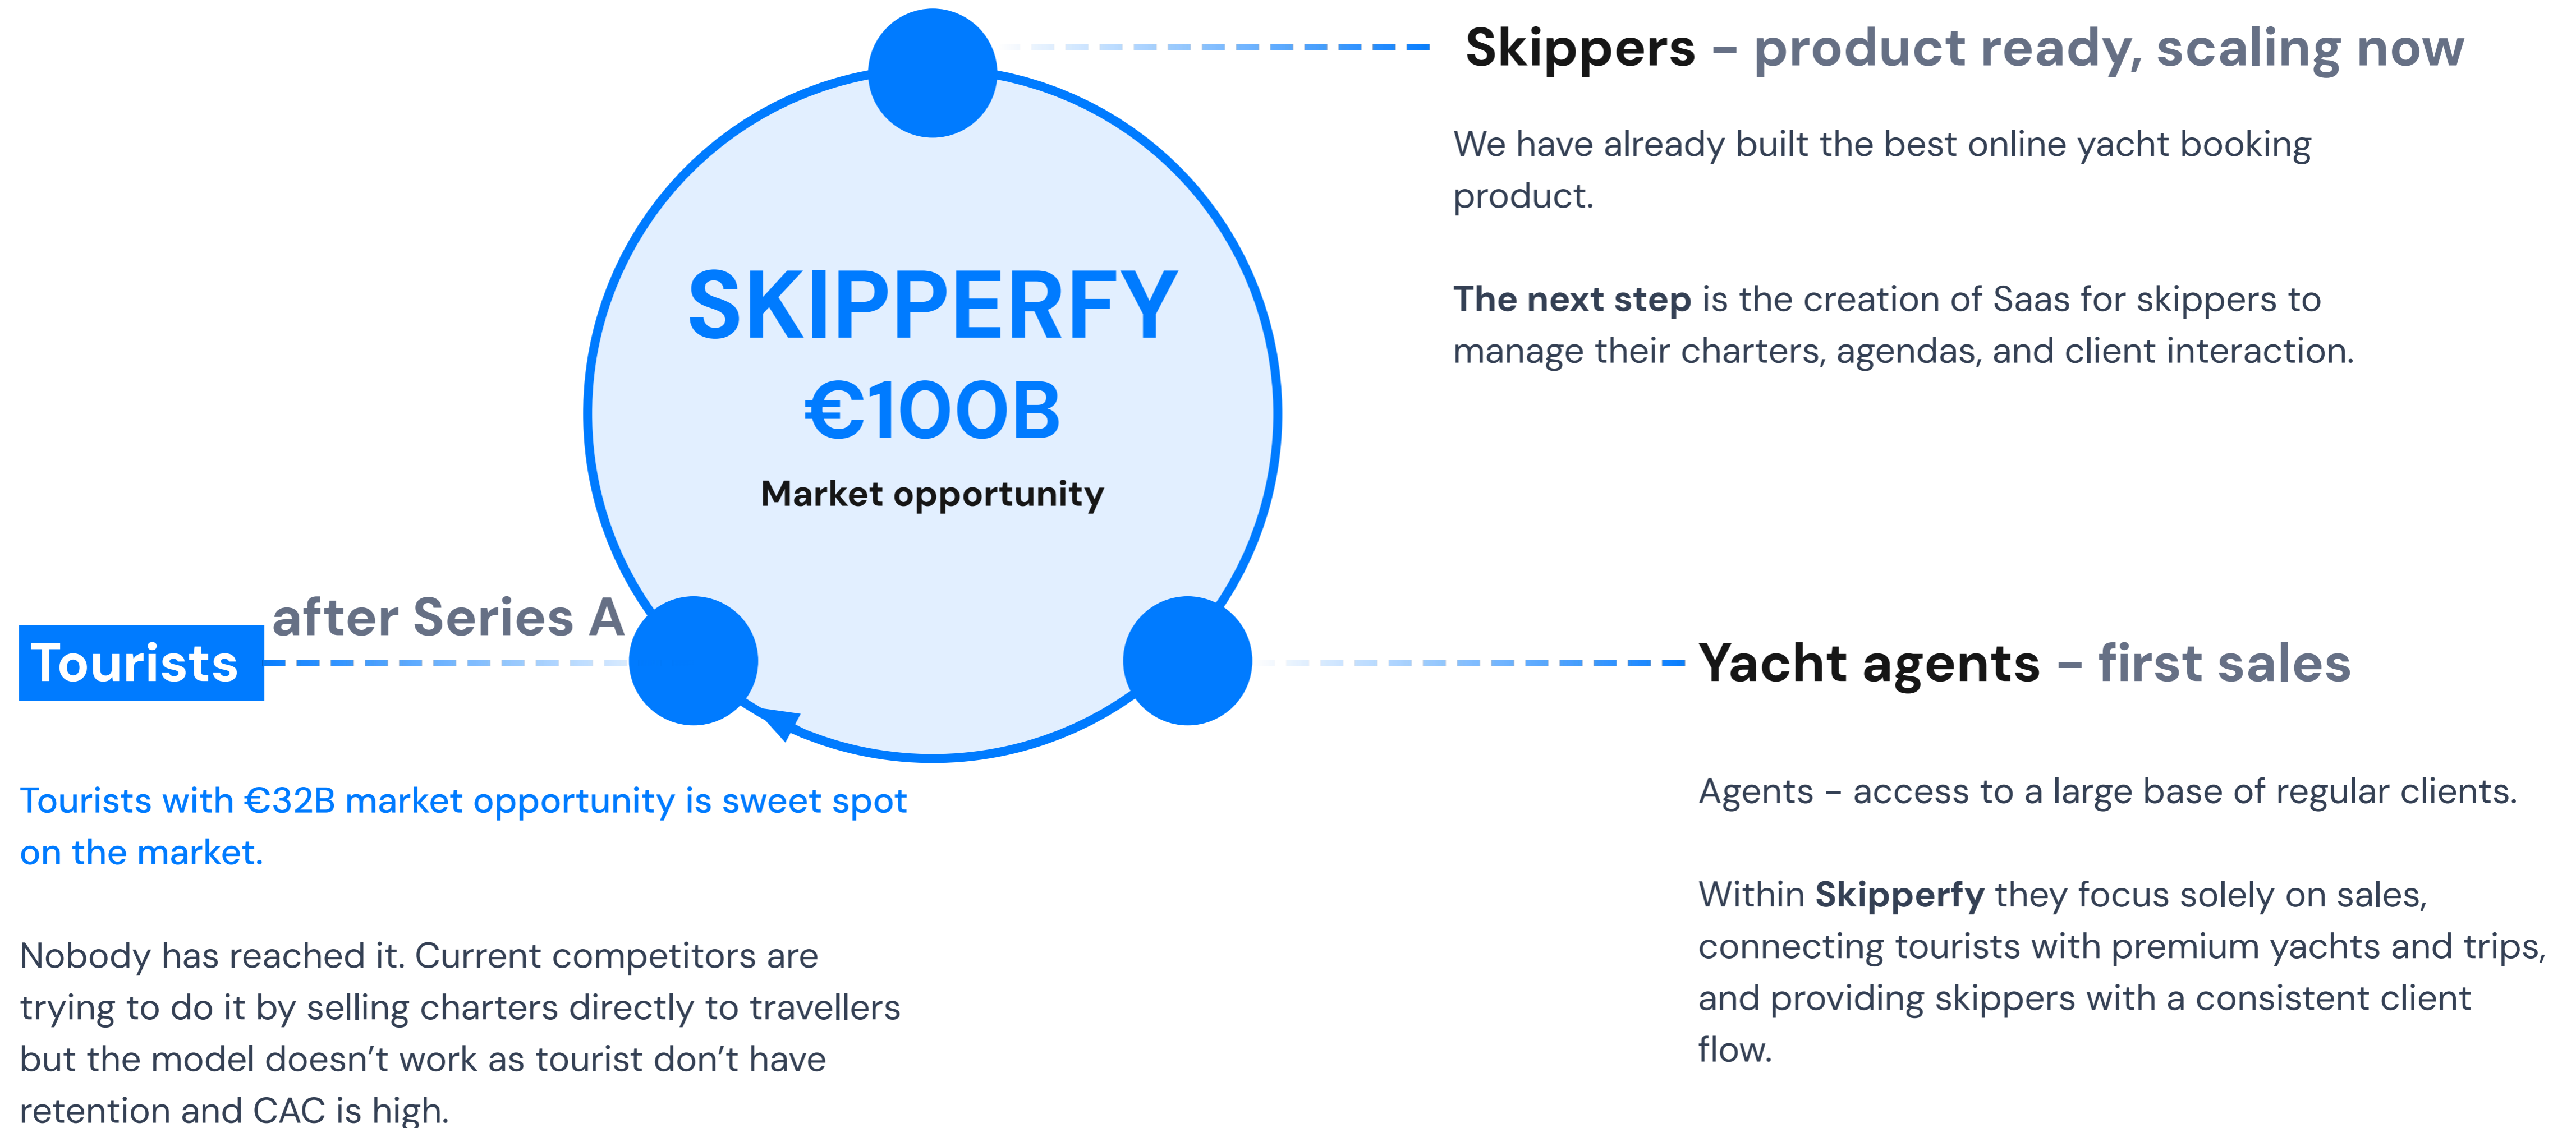 Skippers - product ready, scaling now
We have already built the best online yacht booking
product.
The next step is the creation of Saas for skippers to
manage their charters, agendas, and client interaction.
SKIPPERFY
€100B
Market opportunity
after Series A
Tourists
Tourists with €32B market opportunity is sweet spot
on the market.
Nobody has reached it. Current competitors are
trying to do it by selling charters directly to travellers
but the model doesn’t work as tourist don’t have
retention and CAC is high.
Yacht agents - first sales
Agents - access to a large base of regular clients.
Within Skipperfy they focus solely on sales,
connecting tourists with premium yachts and trips,
and providing skippers with a consistent client
flow.